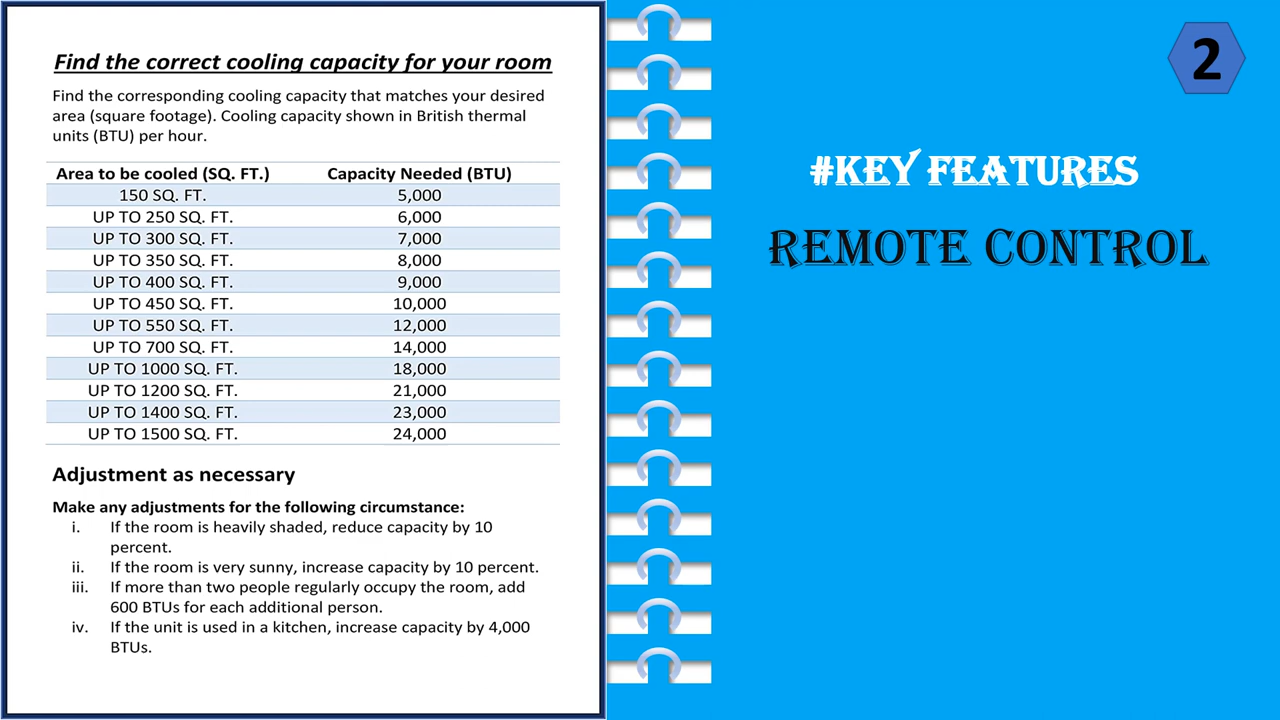 Find the correct cooling capacity for your room
Find the corresponding cooling capacity that matches your desired
area (square footage). Cooling capacity shown in British thermal
units (BTU) per hour.
Area to be cooled (SQ. FT.) Capacity Needed (BTU)
150 SQ. FT. 5,000
UP TO 250 SQ. FT. 6,000
UP TO 300 SQ. FT. 7,000
UP TO 350 SQ. FT. 8,000
UP TO 400 SQ. FT. 9,000
UP TO 450 SQ. FT. 10,000
UP TO 550 SQ. FT. 12,000
UP TO 700 SQ. FT. 14,000
UP TO 1000 SQ. FT. 18,000
UP TO 1200 SQ. FT. 21,000
UP TO 1400 SQ. FT. 23,000
UP TO 1500 SQ. FT. 24,000
Adjustment as necessary
Make any adjustments for the following circumstance:
i. If the room is heavily shaded, reduce capacity by 10
percent.
ii. If the room is very sunny, increase capacity by 10 percent.
iii. If more than two people regularly occupy the room, add
600 BTUs for each additional person.
iv. If the unit is used in a kitchen, increase capacity by 4,000
BTUs.
2
#KEY FEATURES
REMOTE CONTROL